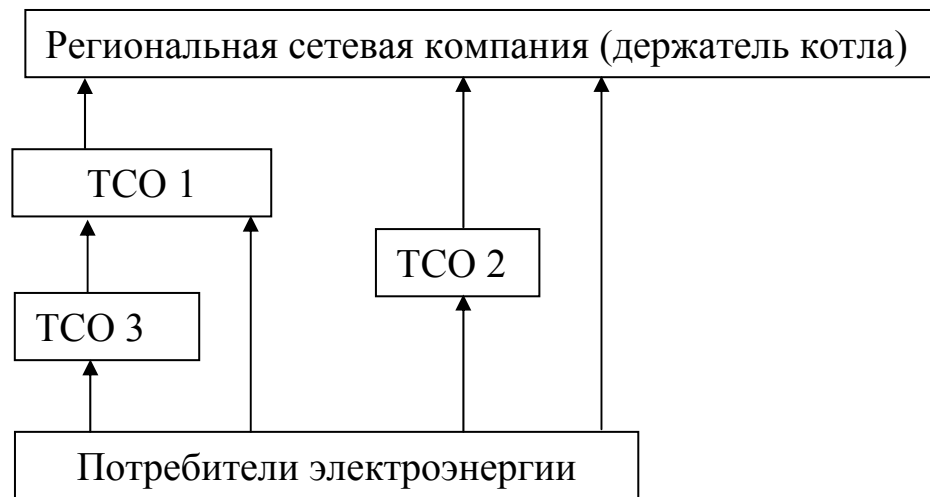 Региональная сетевая компания (держатель котла)
ТСО 1
ТСО 2
ТСО 3
Потребители электроэнергии